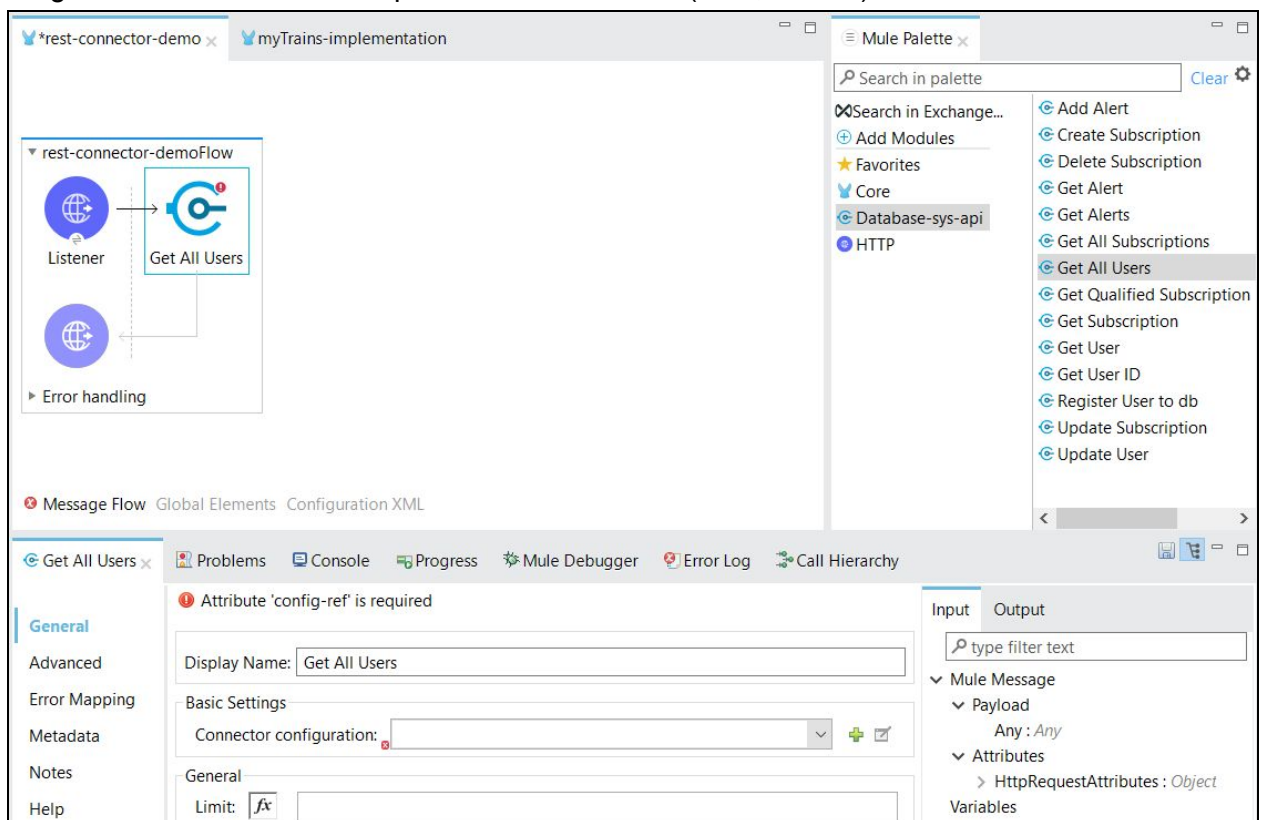 *rest-connector-demo
myTrains-implementation
Mule Palette
Search in palette
Clear
Search in Exchange...
Add Modules
Favorites
Core
Database-sys-api
HTTP
Add Alert
Create Subscription
Delete Subscription
Get Alert
Get Alerts
Get All Subscriptions
Get All Users
Get Qualified Subscription
Get Subscription
Get User
Get User ID
Register User to db
Update Subscription
Update User
rest-connector-demoFlow
Listener
Get All Users
Error handling
Message Flow
Global Elements
Configuration XML
Get All Users
Problems
Console
Progress
Mule Debugger
Error Log
Call Hierarchy
General
Advanced
Error Mapping
Metadata
Notes
Help
Attribute 'config-ref' is required
Display Name: Get All Users
Basic Settings
Connector configuration:
General
Limit: fx
Input
Output
type filter text
Mule Message
Payload
Any : Any
Attributes
HttpRequestAttributes : Object
Variables